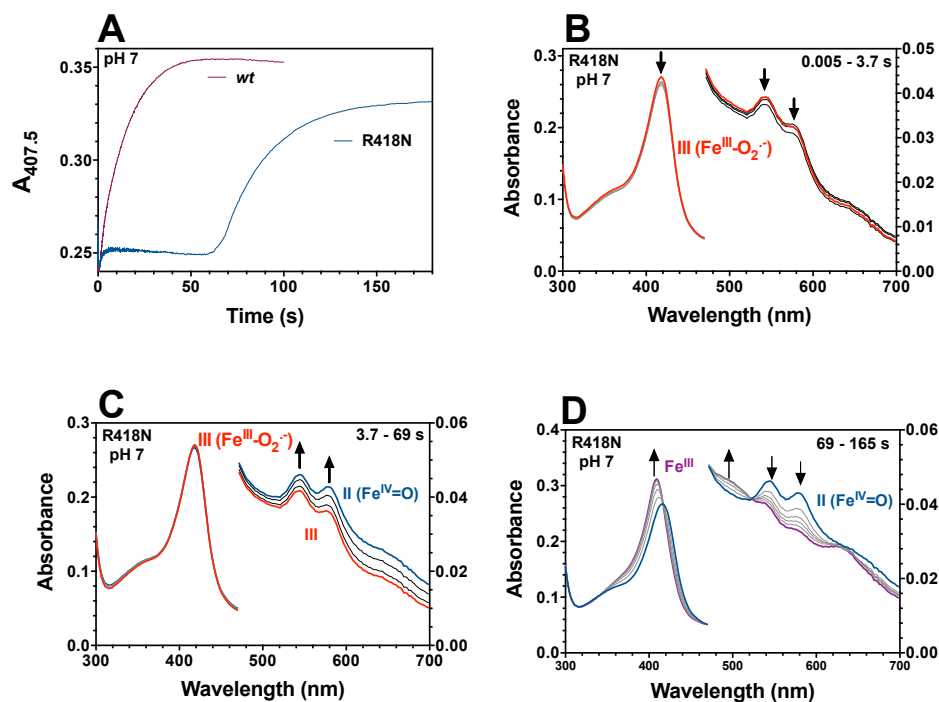 A
pH 7
wt
R418N
0.35
0.30
0.25
A407.5
0 50 100 150
Time (s)
B
R418N
pH 7
0.005 - 3.7 s
III (FeIII-O2·-)
0.3
0.2
0.1
0.0
Absorbance
0.05
0.04
0.03
0.02
0.01
0.00
300 400 500 600 700
Wavelength (nm)
C
R418N
pH 7
III (FeIII-O2·-)
3.7 - 69 s
II (FeIV=O)
III
0.3
0.2
0.1
0.0
Absorbance
0.06
0.04
0.02
0.00
300 400 500 600 700
Wavelength (nm)
D
R418N
pH 7
FeIII
69 - 165 s
II (FeIV=O)
0.4
0.3
0.2
0.1
0.0
Absorbance
0.06
0.04
0.02
0.00
300 400 500 600 700
Wavelength (nm)